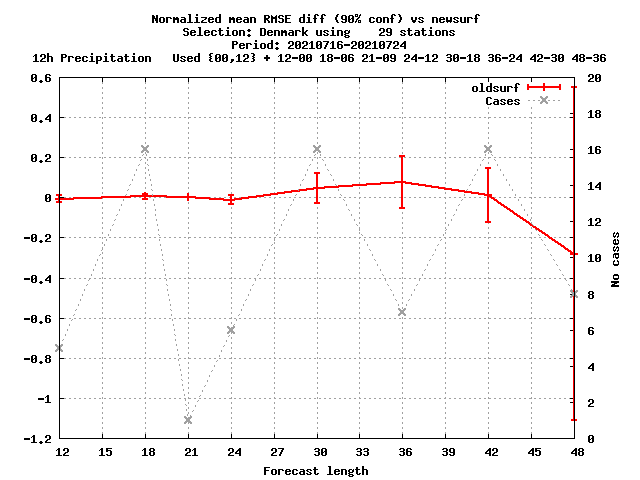 Normalized mean RMSE diff (90% conf) vs newsurf
Selection: Denmark using    29 stations
Period: 20210716-20210724
12h Precipitation   Used {00,12} + 12-00 18-06 21-09 24-12 30-18 36-24 42-30 48-36
oldsurf
Cases
0.6
0.4
0.2
0
-0.2
-0.4
-0.6
-0.8
-1
-1.2
20
18
16
14
12
10
8
6
4
2
0
No cases
12 15 18 21 24 27 30 33 36 39 42 45 48
Forecast length